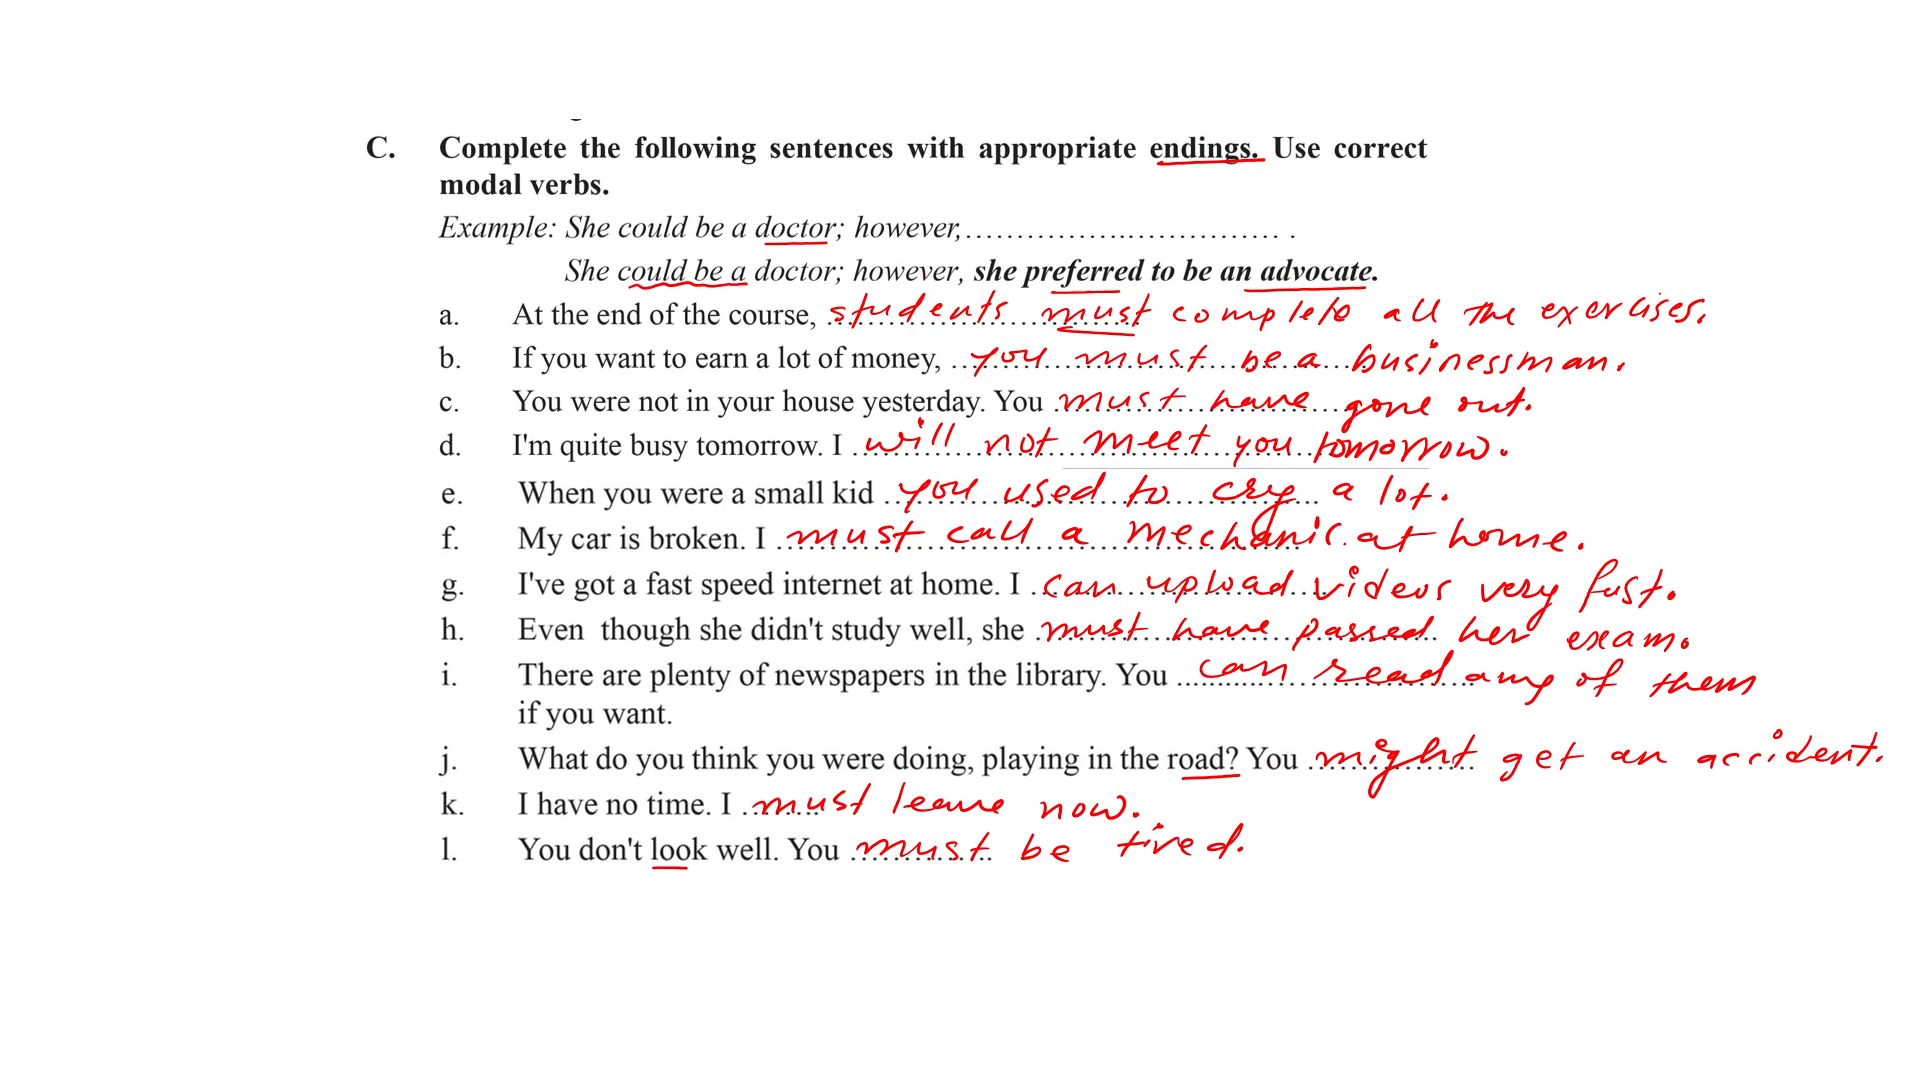 C. Complete the following sentences with appropriate endings. Use correct
modal verbs.
Example: She could be a doctor; however,…………………………… .
She could be a doctor; however, she preferred to be an advocate.
a. At the end of the course, students must complete all the exercises.
b. If you want to earn a lot of money, you must be a businessman.
c. You were not in your house yesterday. You must have gone out.
d. I'm quite busy tomorrow. I will not meet you tomorrow.
e. When you were a small kid you used to cry a lot.
f. My car is broken. I must call a mechanic at home.
g. I've got a fast speed internet at home. I can upload videos very fast.
h. Even though she didn't study well, she must have passed her exam.
i. There are plenty of newspapers in the library. You can read any of them
if you want.
j. What do you think you were doing, playing in the road? You might get an accident.
k. I have no time. I must leave now.
l. You don't look well. You must be tired.